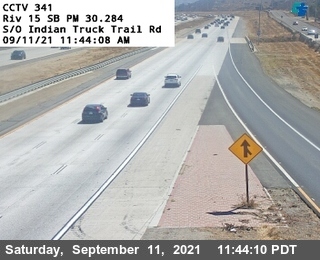 CCTV 341
Riv 15 SB PM 30.284
S/O Indian Truck Trail Rd
09/11/21 11:44:08 AM
Saturday, September 11, 2021 11:44:10 PDT